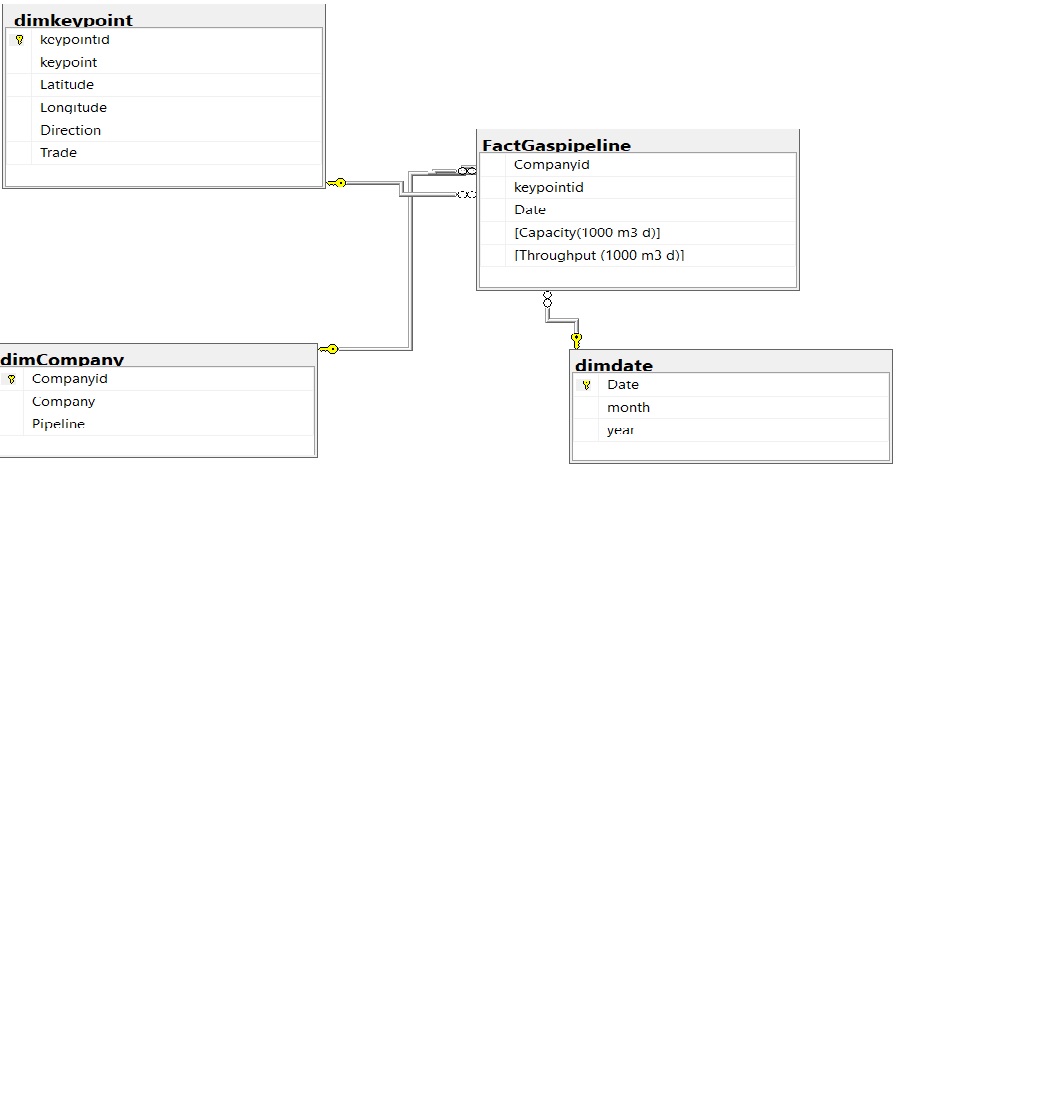 dimkeypoint
keypointid
keypoint
Latitude
Longitude
Direction
Trade
FactGaspipeline
Companyid
keypointid
Date
[Capacity(1000 m3 d)]
[Throughput (1000 m3 d)]
dimCompany
Companyid
Company
Pipeline
dimdate
Date
month
year